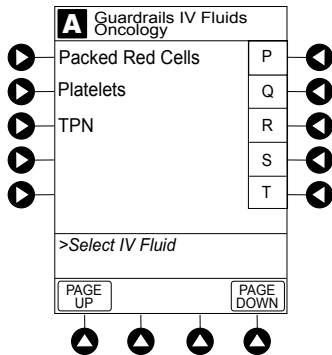 A Guardrails IV Fluids
Oncology
Packed Red Cells P
Platelets Q
TPN R
S
T
>Select IV Fluid
PAGE UP PAGE DOWN